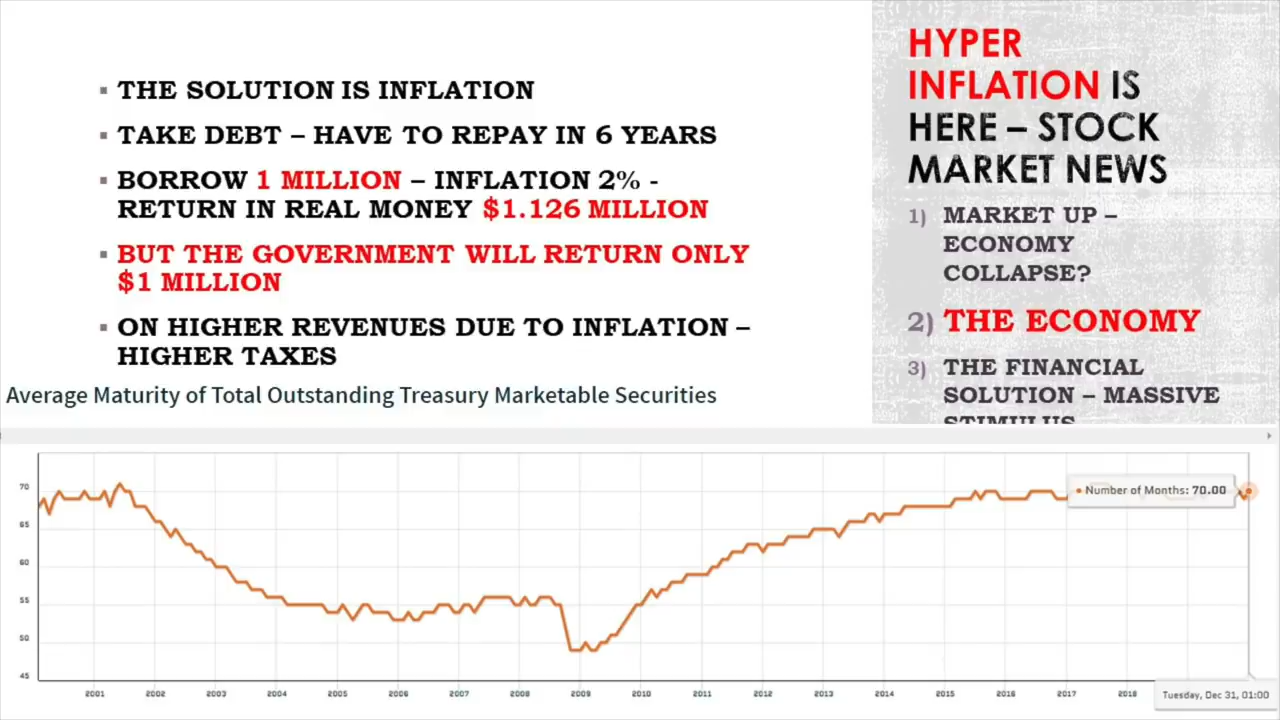 THE SOLUTION IS INFLATION
TAKE DEBT – HAVE TO REPAY IN 6 YEARS
BORROW 1 MILLION – INFLATION 2% -
RETURN IN REAL MONEY $1.126 MILLION
BUT THE GOVERNMENT WILL RETURN ONLY
$1 MILLION
ON HIGHER REVENUES DUE TO INFLATION –
HIGHER TAXES
HYPER
INFLATION IS
HERE – STOCK
MARKET NEWS
1) MARKET UP –
ECONOMY
COLLAPSE?
2) THE ECONOMY
3) THE FINANCIAL
SOLUTION – MASSIVE
STIMULUS
Average Maturity of Total Outstanding Treasury Marketable Securities
70
65
60
55
50
45
Number of Months: 70.00
2001 2002 2003 2004 2005 2006 2007 2008 2009 2010 2011 2012 2013 2014 2015 2016 2017 2018
Tuesday, Dec 31, 01:00